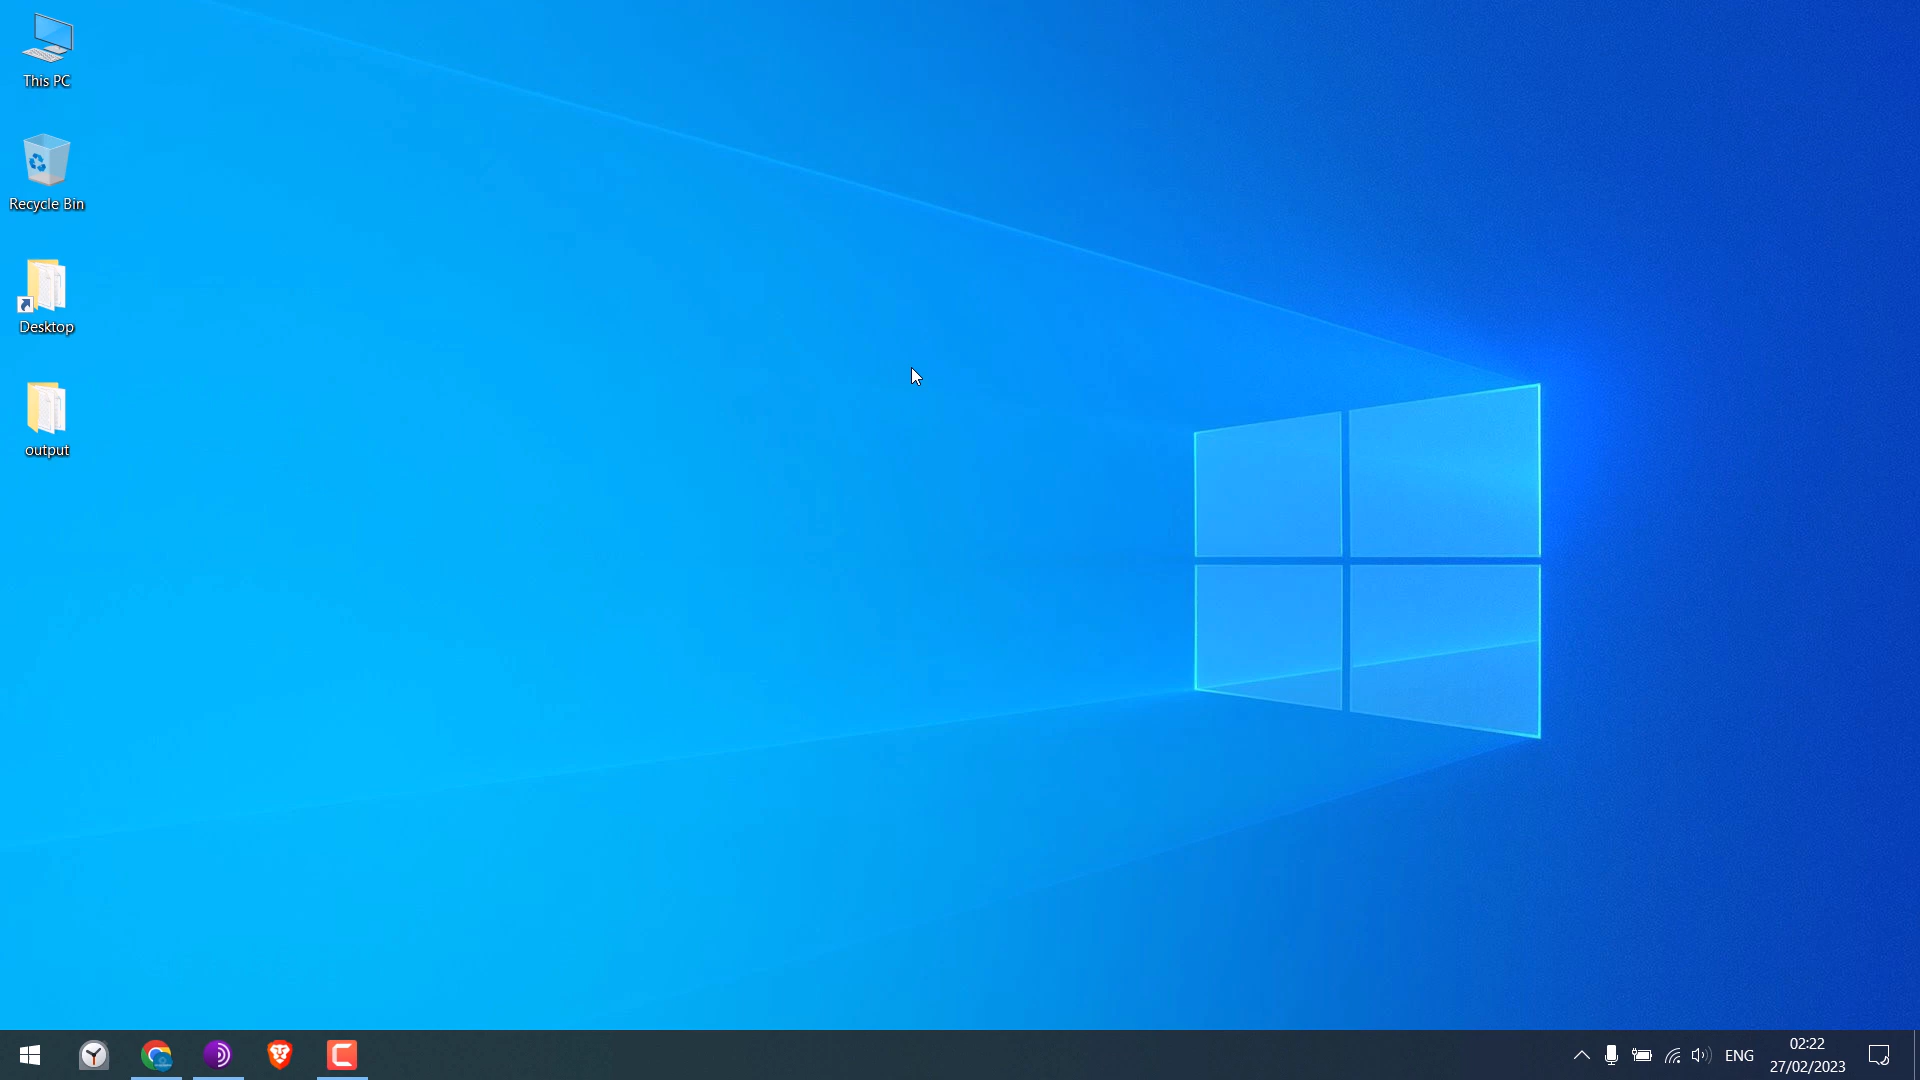 This PC
Recycle Bin
Desktop
output
ENG
02:22
27/02/2023